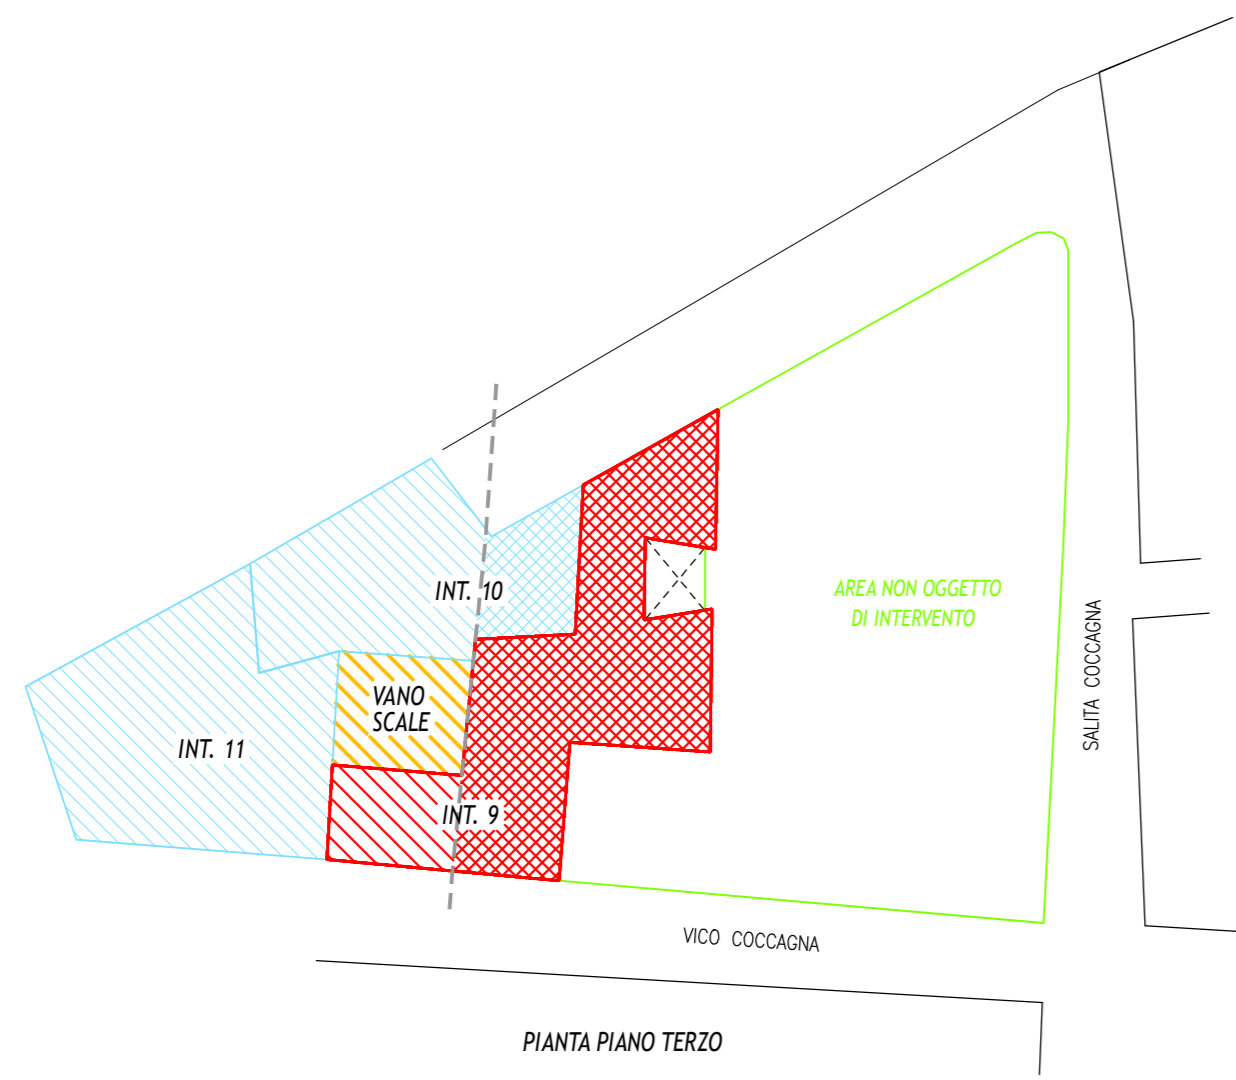 AREA NON OGGETTO
DI INTERVENTO
INT. 10
SALITA COCCAGNA
VANO
SCALE
INT. 11
INT. 9
VICO COCCAGNA
PIANTA PIANO TERZO